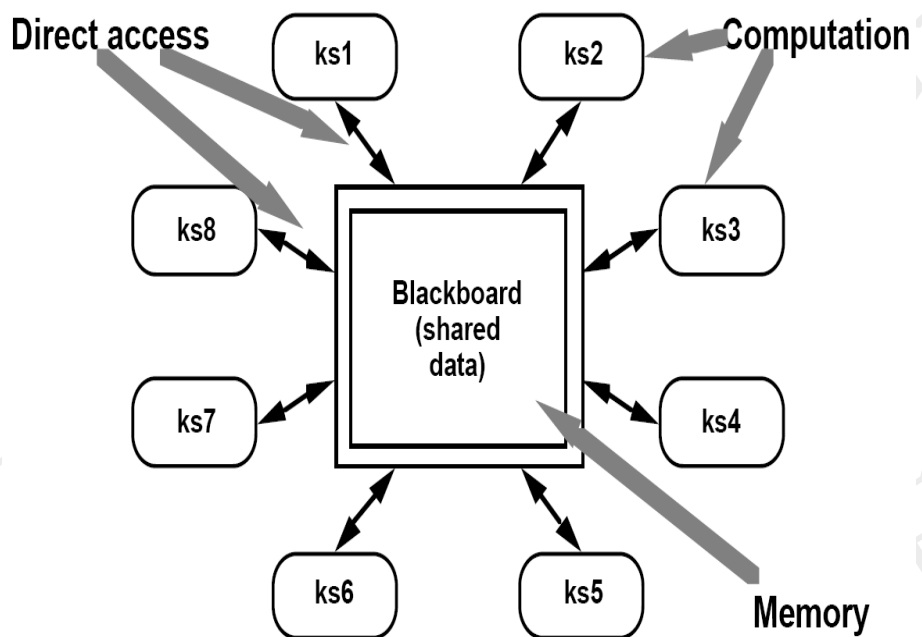 Direct access
ks1
ks2
Computation
ks8
ks3
Blackboard
(shared
data)
ks7
ks4
ks6
ks5
Memory